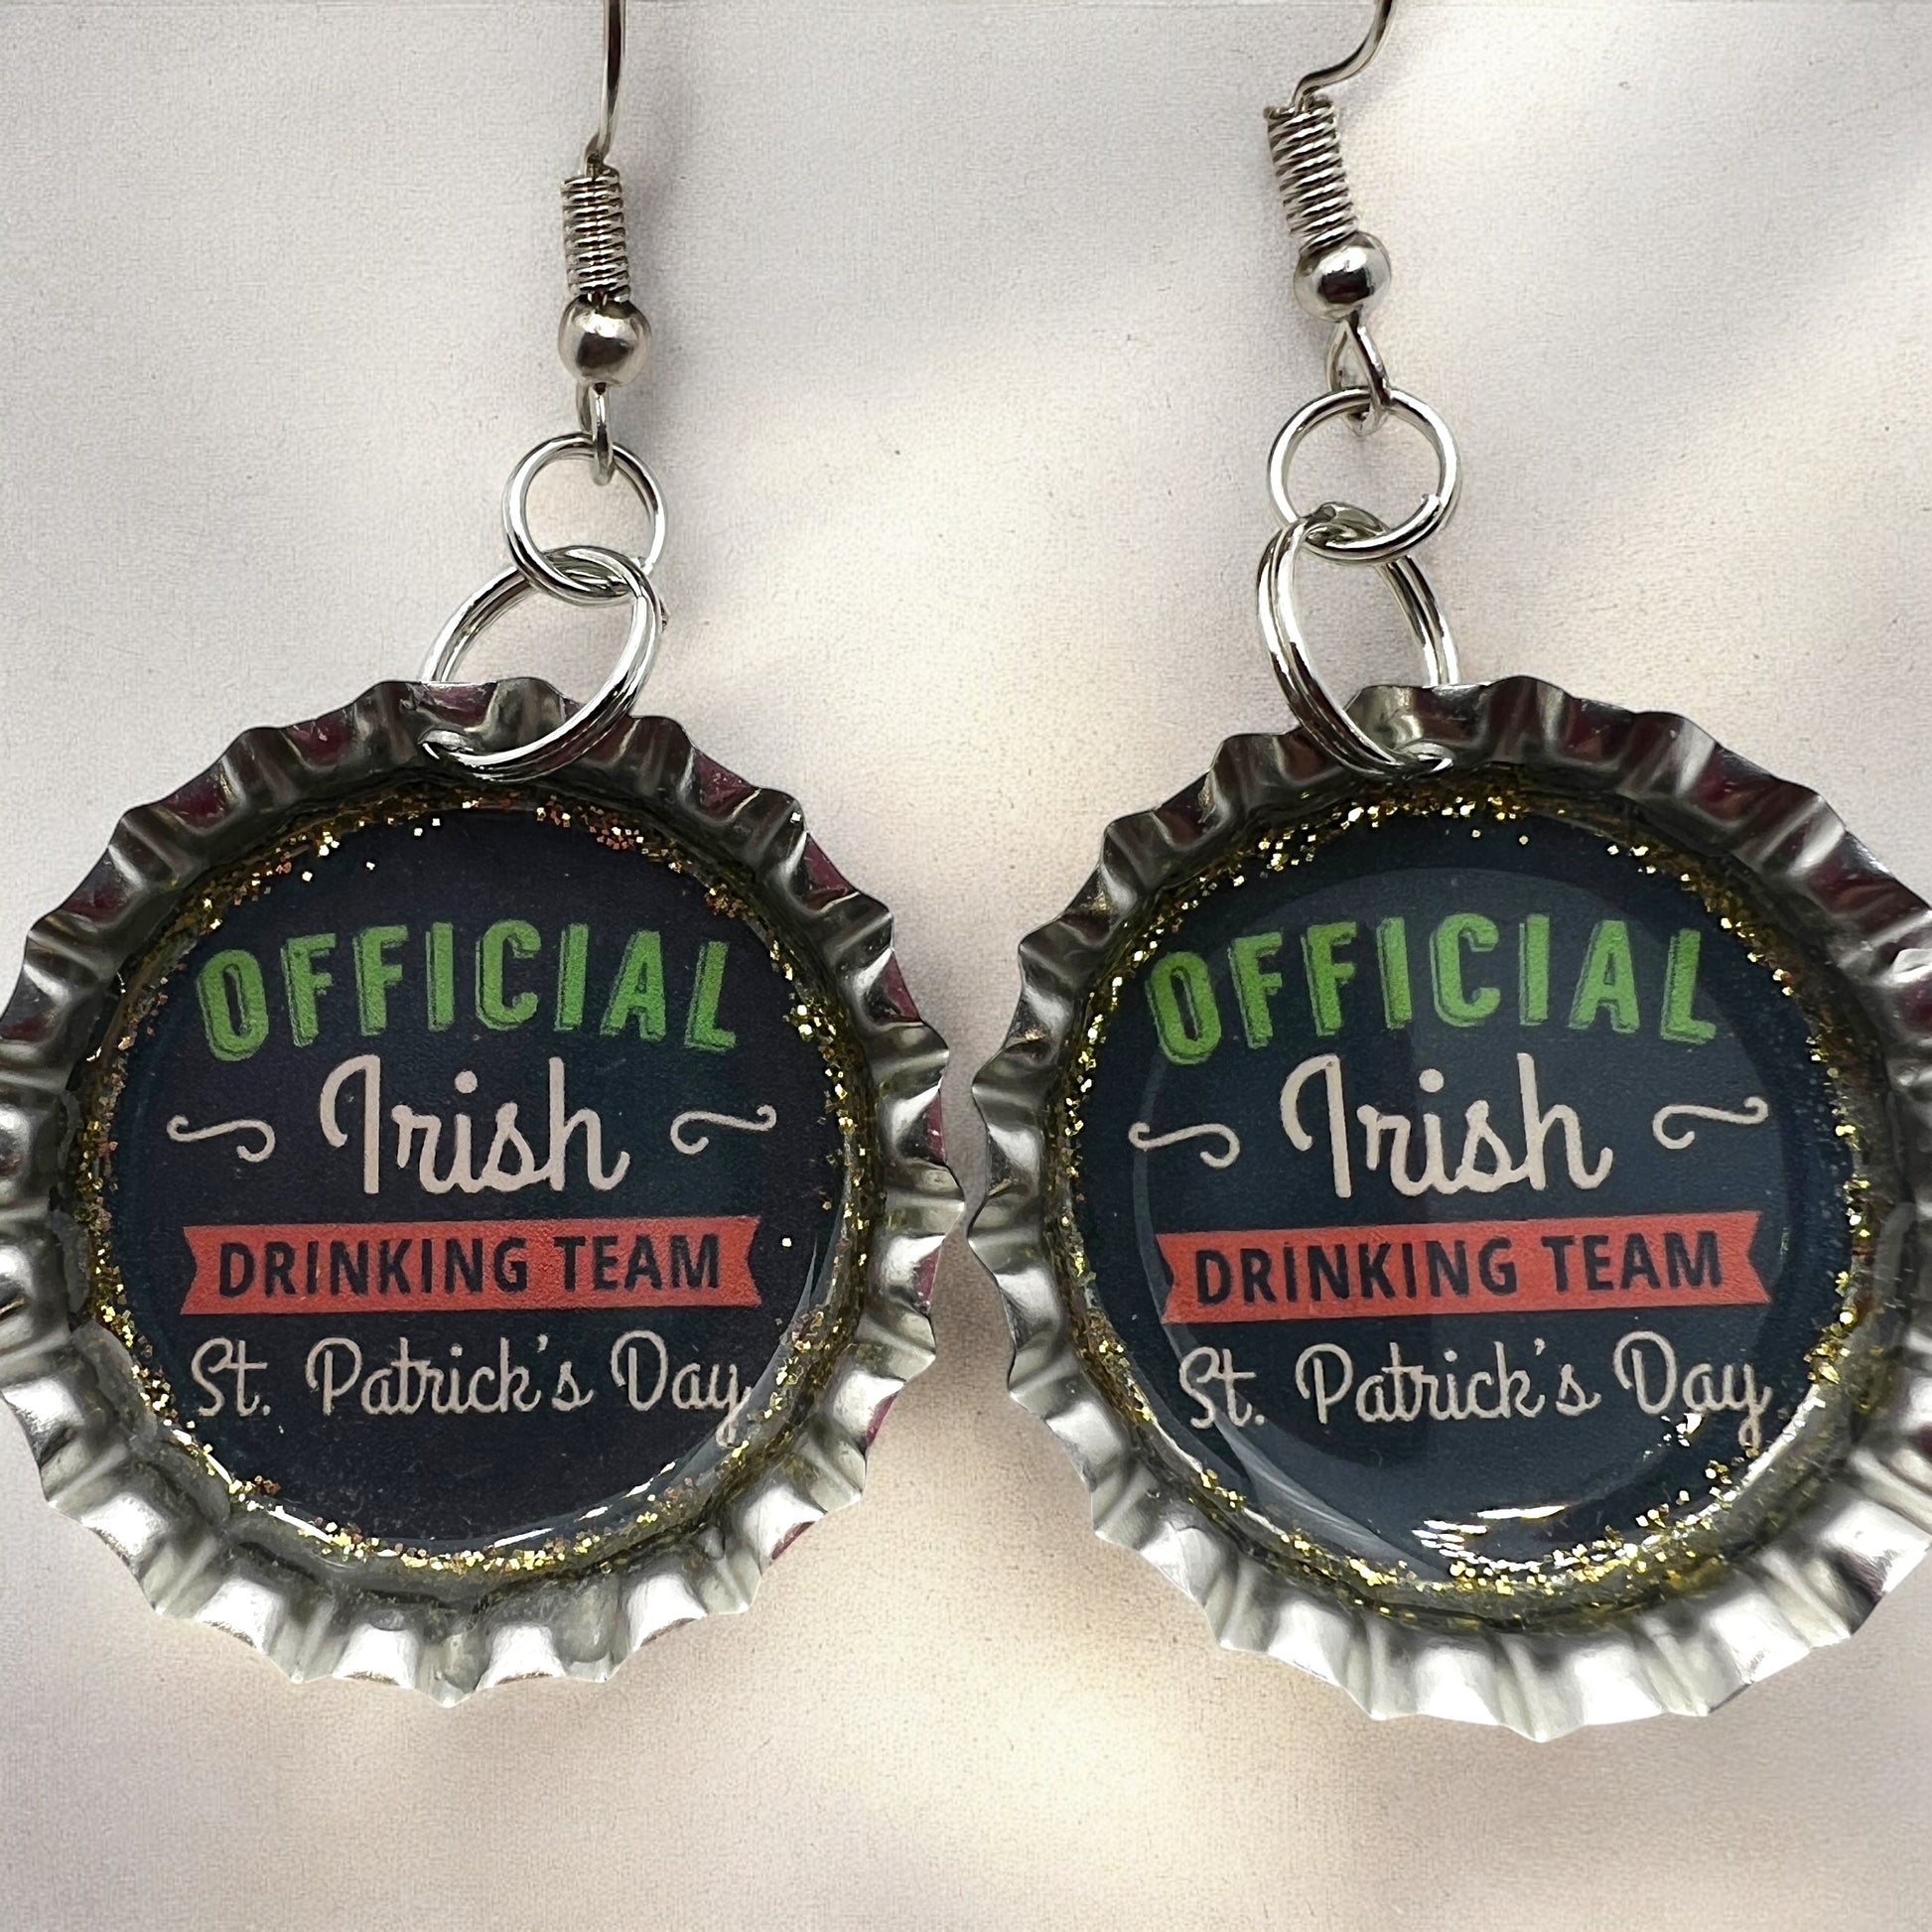 OFFICIAL
Irish
DRINKING TEAM
St. Patrick's Day
OFFICIAL
Irish
DRINKING TEAM
St. Patrick's Day